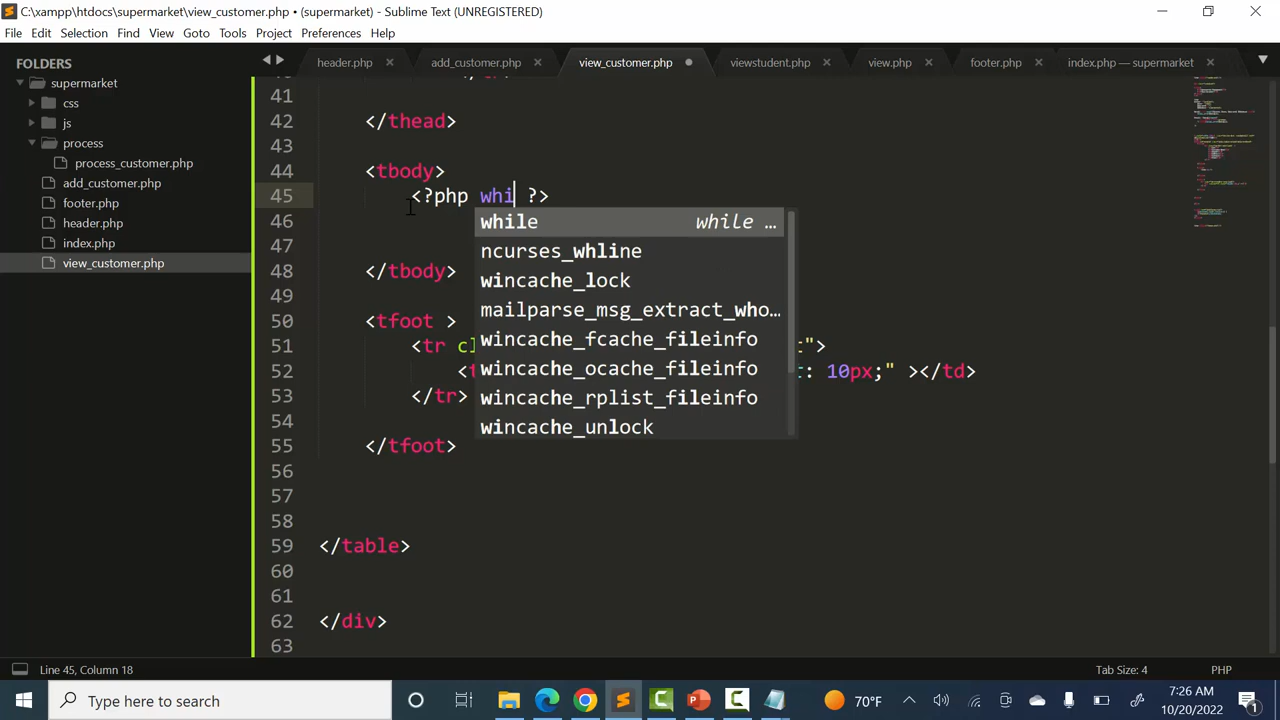 C:\xampp\htdocs\supermarket\view_customer.php • (supermarket) - Sublime Text (UNREGISTERED)
File Edit Selection Find View Goto Tools Project Preferences Help
FOLDERS
supermarket
css
js
process
process_customer.php
add_customer.php
footer.php
header.php
index.php
view_customer.php
header.php × add_customer.php × view_customer.php • viewstudent.php × view.php × footer.php × index.php — supermarket ×
41
42 </thead>
43
44 <tbody>
45 <?php whi ?>
46
47
48 </tbody>
49
50 <tfoot >
51 <tr cl t">
52 <t : 10px;" ></td>
53 </tr>
54
55 </tfoot>
56
57
58
59 </table>
60
61
62 </div>
63
while while ...
ncurses_whline
wincache_lock
mailparse_msg_extract_who...
wincache_fcache_fileinfo
wincache_ocache_fileinfo
wincache_rplist_fileinfo
wincache_unlock
Line 45, Column 18 Tab Size: 4 PHP
Type here to search 70°F 7:26 AM
10/20/2022